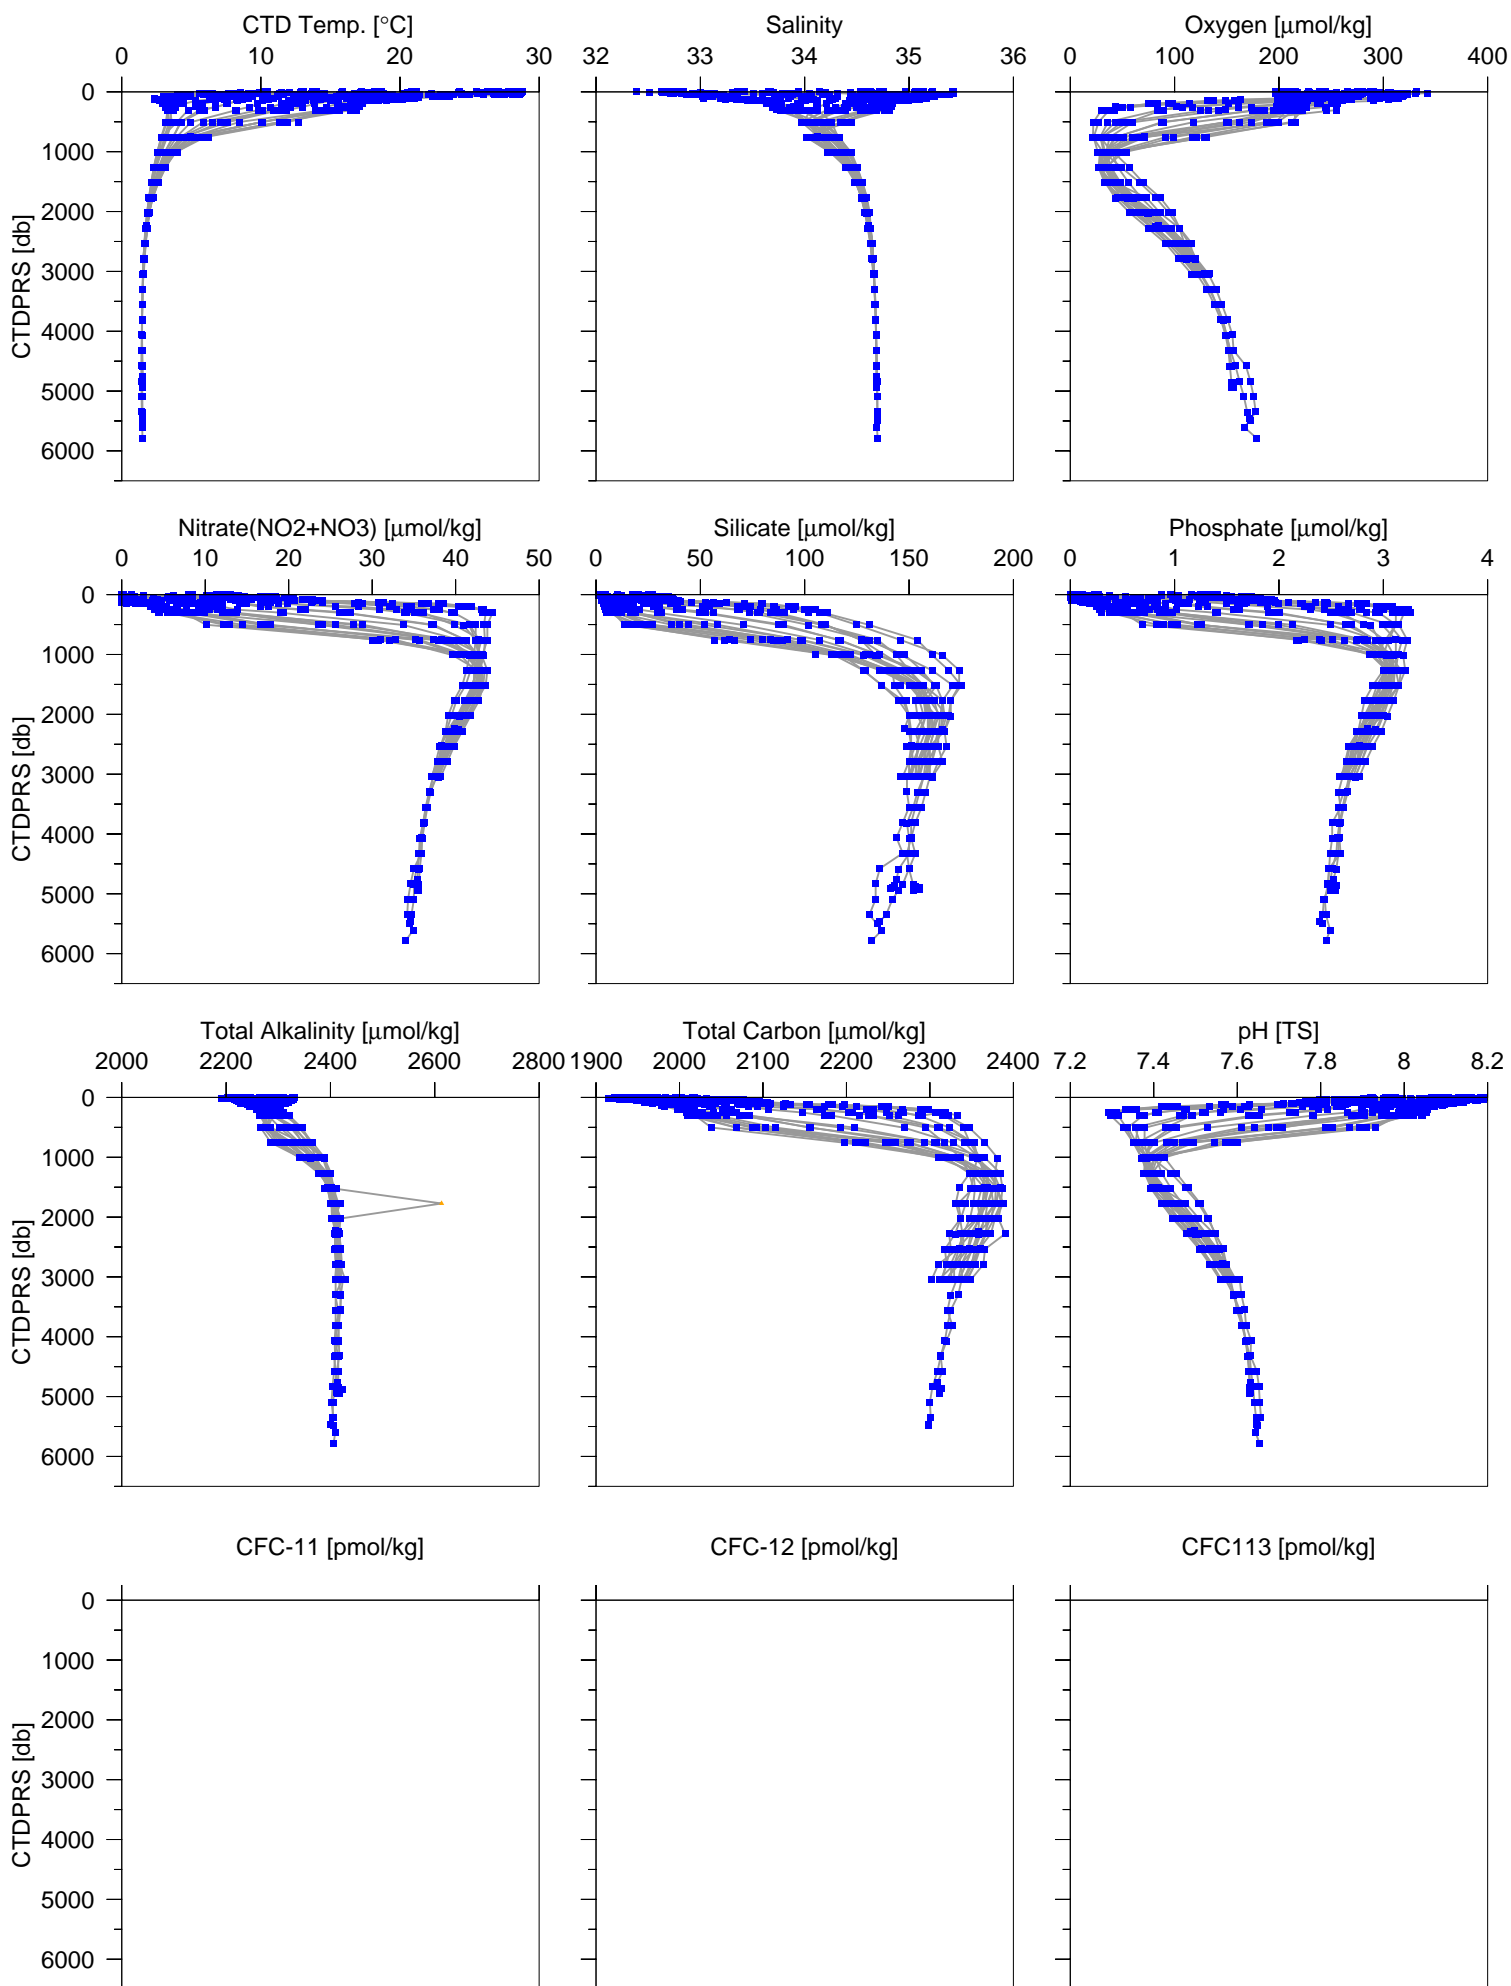 CTD Temp. [°C] Salinity Oxygen [μmol/kg]
0 10 20 30 32 33 34 35 36 0 100 200 300 400
0
1000
2000
3000
4000
5000
6000
CTDPRS [db]
Nitrate(NO2+NO3) [μmol/kg] Silicate [μmol/kg] Phosphate [μmol/kg]
0 10 20 30 40 50 0 50 100 150 200 0 1 2 3 4
0
1000
2000
3000
4000
5000
6000
CTDPRS [db]
Total Alkalinity [μmol/kg] Total Carbon [μmol/kg] pH [TS]
2000 2200 2400 2600 2800 1900 2000 2100 2200 2300 2400 7.2 7.4 7.6 7.8 8 8.2
0
1000
2000
3000
4000
5000
6000
CTDPRS [db]
CFC-11 [pmol/kg] CFC-12 [pmol/kg] CFC113 [pmol/kg]
0
1000
2000
3000
4000
5000
6000
CTDPRS [db]